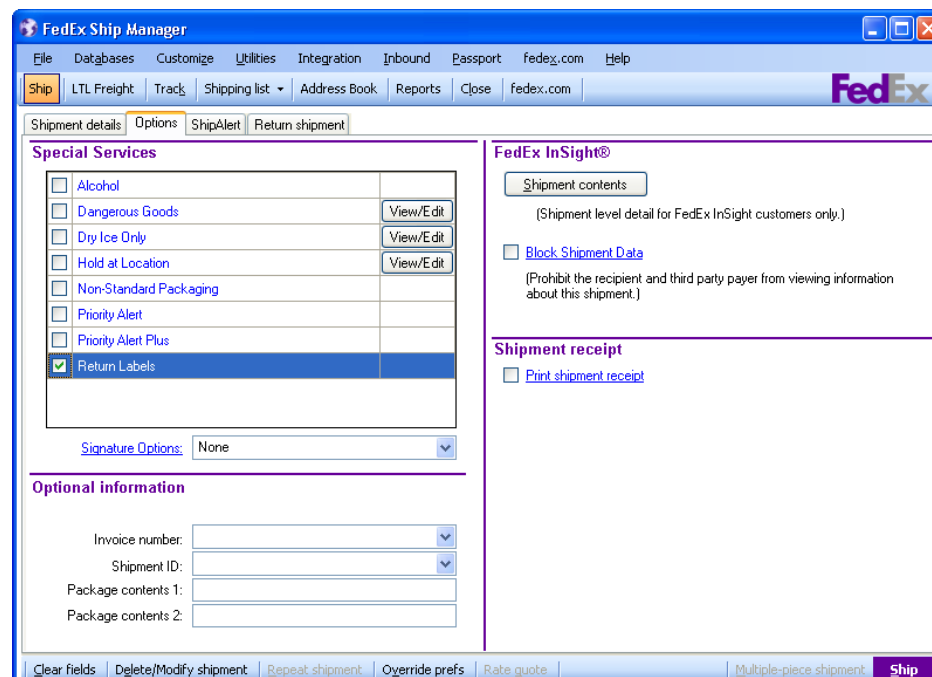 FedEx Ship Manager
File Databases Customize Utilities Integration Inbound Passport fedex.com Help
Ship LTL Freight Track Shipping list Address Book Reports Close fedex.com
FedEx
Shipment details Options ShipAlert Return shipment
Special Services
Alcohol
Dangerous Goods View/Edit
Dry Ice Only View/Edit
Hold at Location View/Edit
Non-Standard Packaging
Priority Alert
Priority Alert Plus
Return Labels
Signature Options: None
Optional information
Invoice number:
Shipment ID:
Package contents 1:
Package contents 2:
FedEx InSight®
Shipment contents
(Shipment level detail for FedEx InSight customers only.)
Block Shipment Data
(Prohibit the recipient and third party payer from viewing information
about this shipment.)
Shipment receipt
Print shipment receipt
Clear fields Delete/Modify shipment Repeat shipment Override prefs Rate quote Multiple-piece shipment Ship